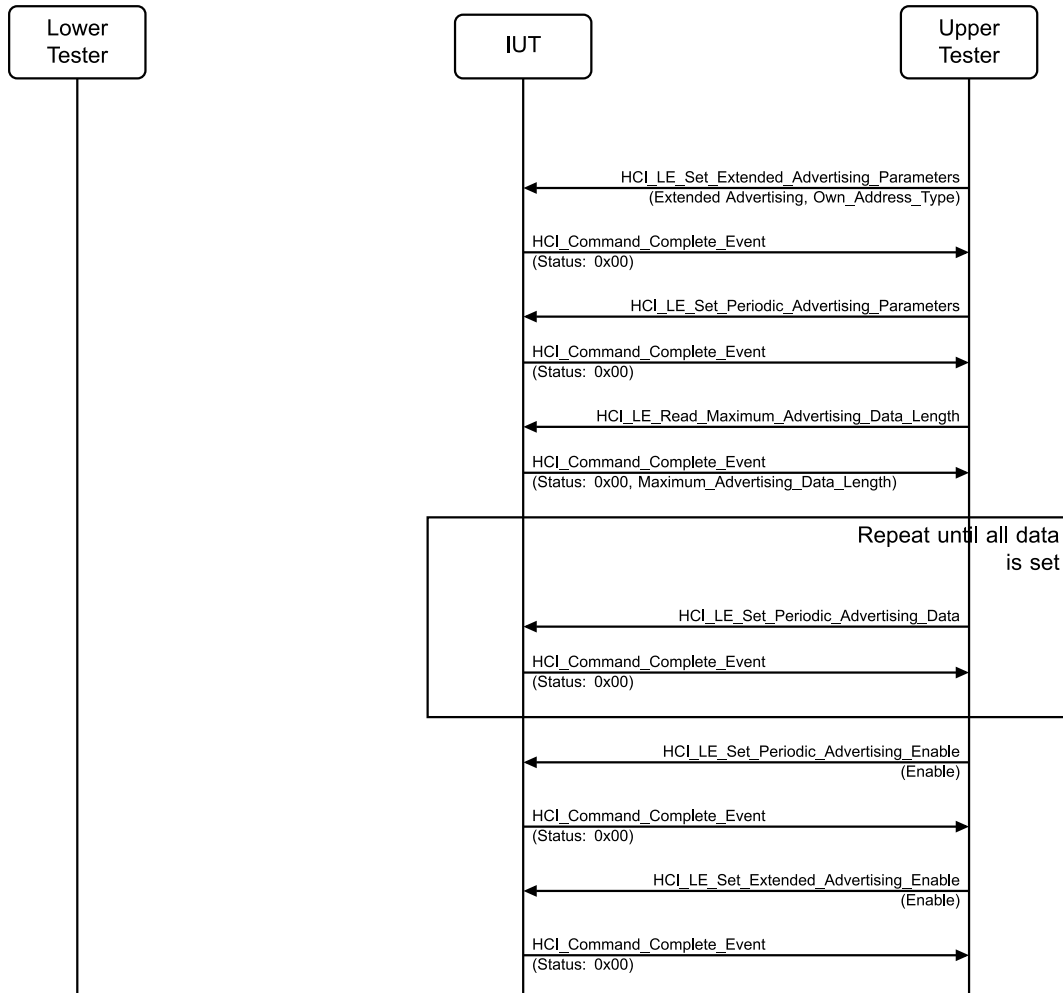 Lower
Tester
IUT
Upper
Tester
HCI_LE_Set_Extended_Advertising_Parameters
(Extended Advertising, Own_Address_Type)
HCI_Command_Complete_Event
(Status: 0x00)
HCI_LE_Set_Periodic_Advertising_Parameters
HCI_Command_Complete_Event
(Status: 0x00)
HCI_LE_Read_Maximum_Advertising_Data_Length
HCI_Command_Complete_Event
(Status: 0x00, Maximum_Advertising_Data_Length)
Repeat until all data
is set
HCI_LE_Set_Periodic_Advertising_Data
HCI_Command_Complete_Event
(Status: 0x00)
HCI_LE_Set_Periodic_Advertising_Enable
(Enable)
HCI_Command_Complete_Event
(Status: 0x00)
HCI_LE_Set_Extended_Advertising_Enable
(Enable)
HCI_Command_Complete_Event
(Status: 0x00)